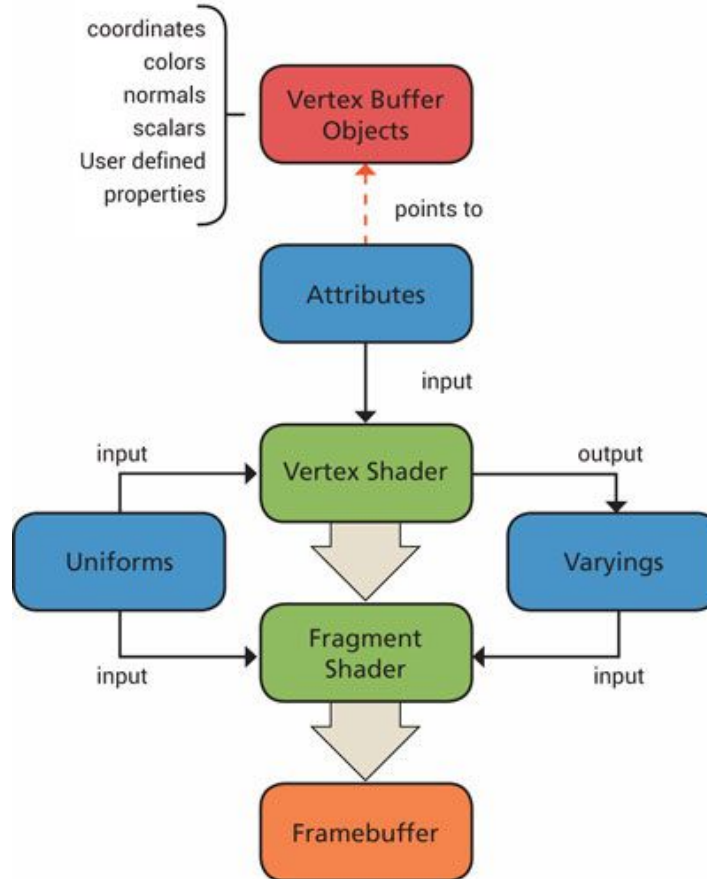 coordinates
colors
normals
scalars
User defined
properties
Vertex Buffer
Objects
points to
Attributes
input
input
Vertex Shader
output
Uniforms
Varyings
Fragment
Shader
input
input
Framebuffer